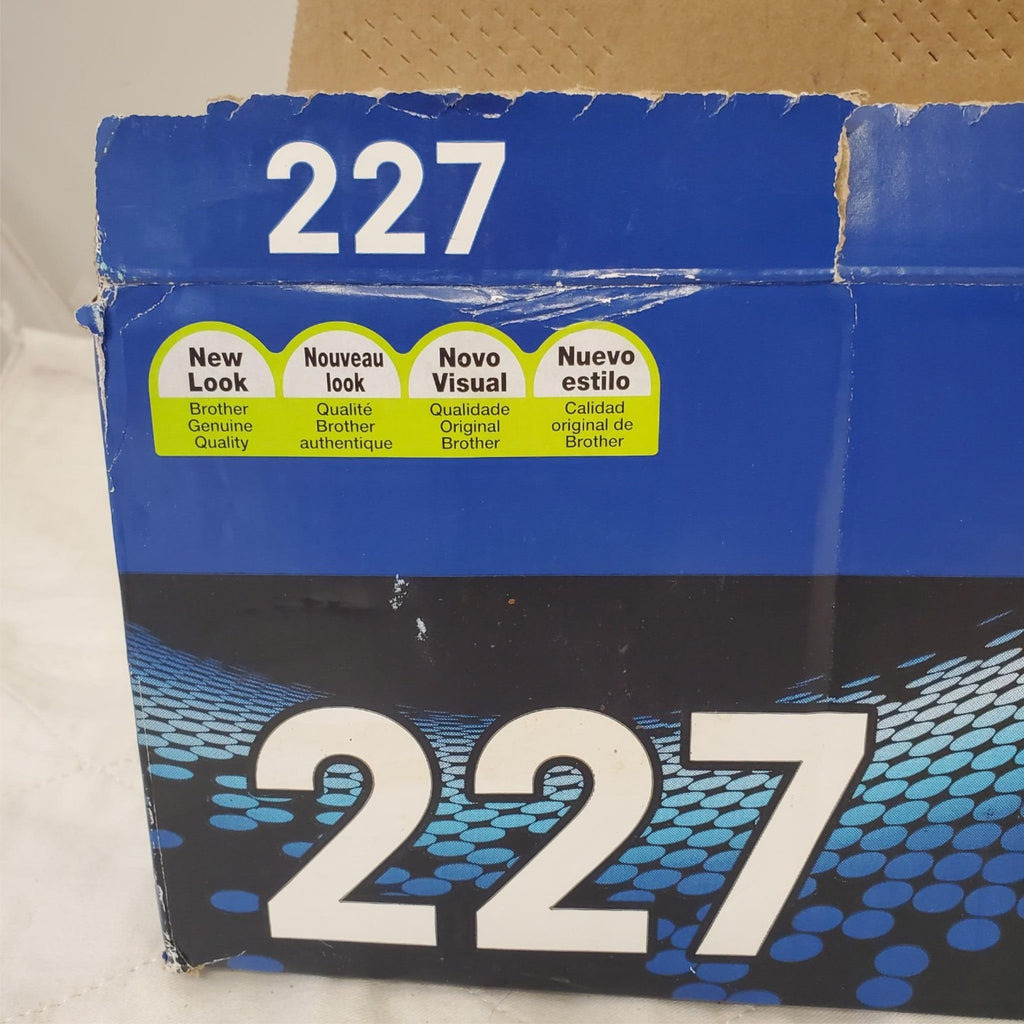 227
New
Look
Brother
Genuine
Quality
Nouveau
look
Qualité
Brother
authentique
Novo
Visual
Qualidade
Original
Brother
Nuevo
estilo
Calidad
original de
Brother
227